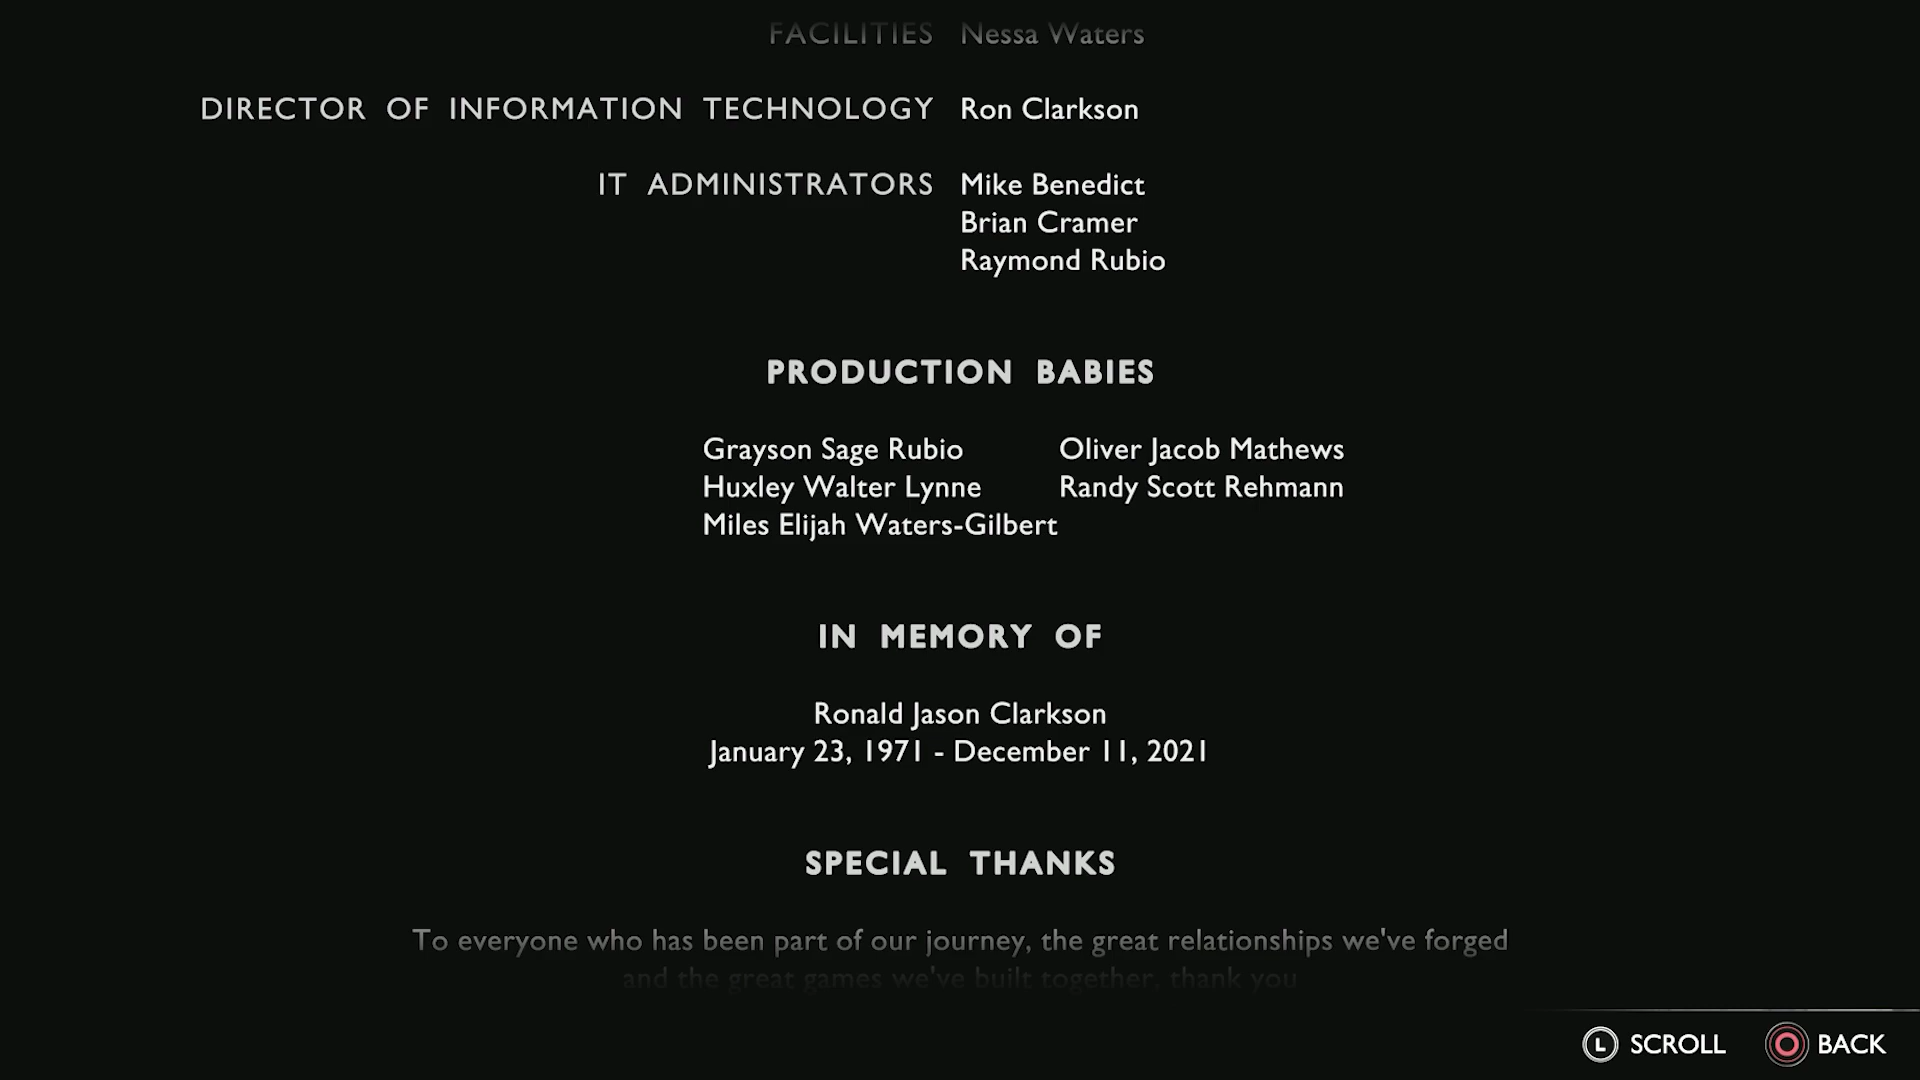 FACILITIES Nessa Waters
DIRECTOR OF INFORMATION TECHNOLOGY Ron Clarkson
IT ADMINISTRATORS Mike Benedict
Brian Cramer
Raymond Rubio
PRODUCTION BABIES
Grayson Sage Rubio Oliver Jacob Mathews
Huxley Walter Lynne Randy Scott Rehmann
Miles Elijah Waters-Gilbert
IN MEMORY OF
Ronald Jason Clarkson
January 23, 1971 - December 11, 2021
SPECIAL THANKS
To everyone who has been part of our journey, the great relationships we've forged
and the great games we've built together, thank you
L SCROLL BACK